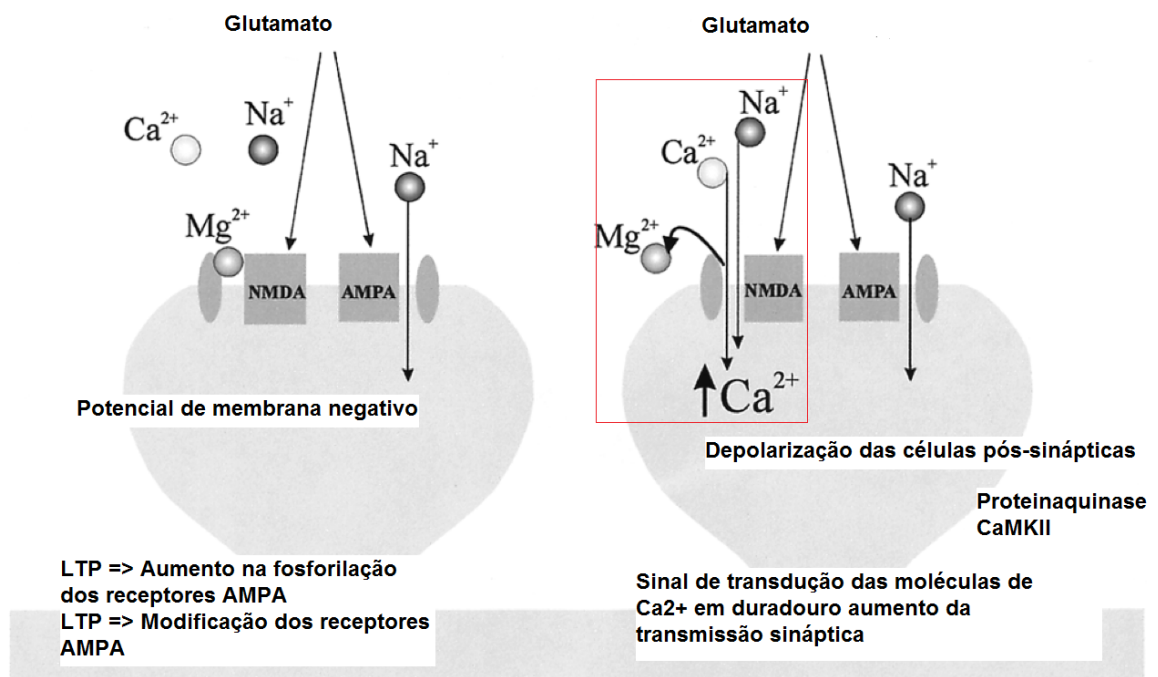 Glutamato
Ca²⁺
Na⁺
Na⁺
Mg²⁺
NMDA
AMPA
Potencial de membrana negativo
LTP => Aumento na fosforilação
dos receptores AMPA
LTP => Modificação dos receptores
AMPA
Glutamato
Na⁺
Ca²⁺
Na⁺
Mg²⁺
NMDA
AMPA
Ca²⁺
Depolarização das células pós-sinápticas
Proteinaquinase
CaMKII
Sinal de transdução das moléculas de
Ca2+ em duradouro aumento da
transmissão sináptica